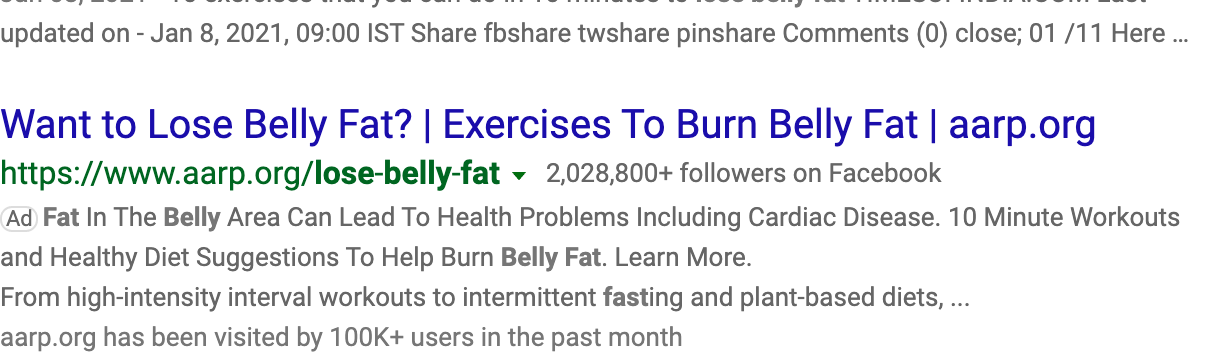 updated on - Jan 8, 2021, 09:00 IST Share fbshare twshare pinshare Comments (0) close; 01 /11 Here ...
Want to Lose Belly Fat? | Exercises To Burn Belly Fat | aarp.org
https://www.aarp.org/lose-belly-fat 2,028,800+ followers on Facebook
Ad Fat In The Belly Area Can Lead To Health Problems Including Cardiac Disease. 10 Minute Workouts
and Healthy Diet Suggestions To Help Burn Belly Fat. Learn More.
From high-intensity interval workouts to intermittent fasting and plant-based diets, ...
aarp.org has been visited by 100K+ users in the past month